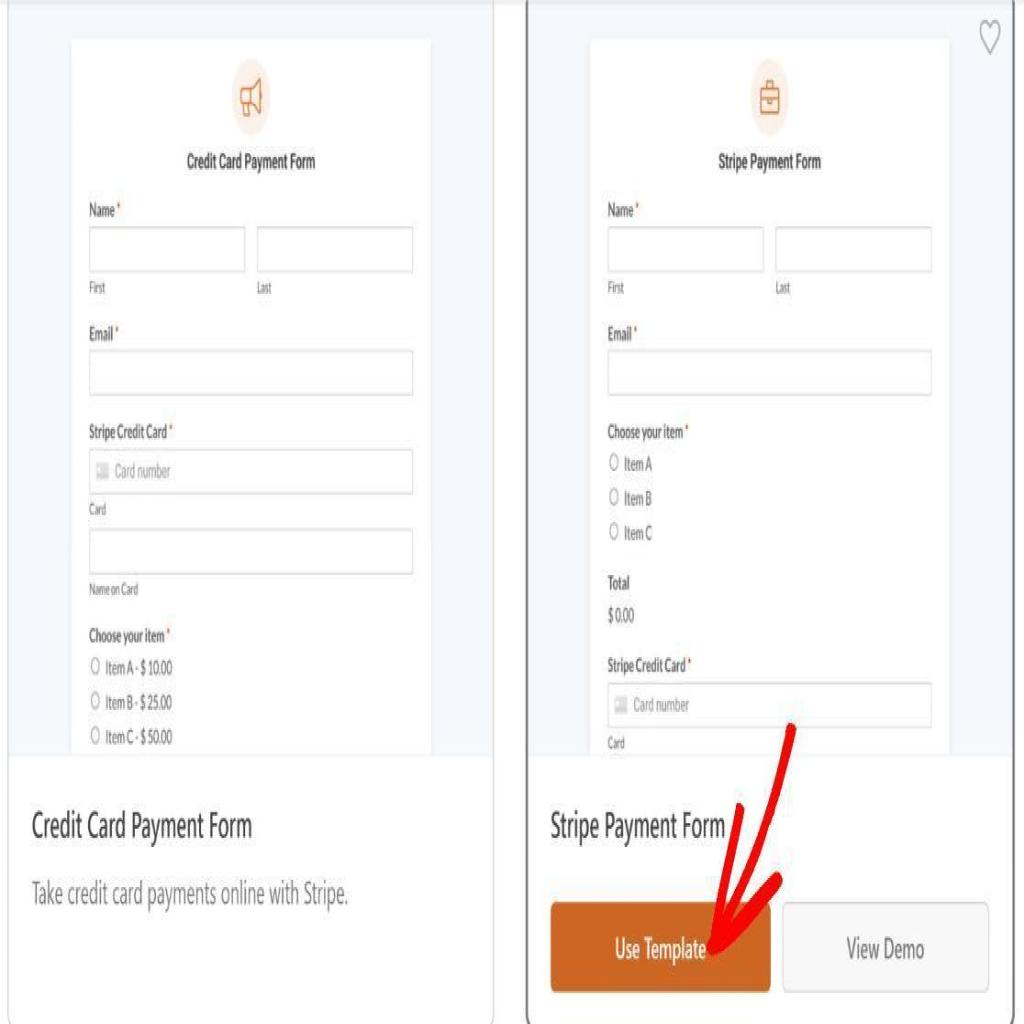 Credit Card Payment Form
Name *
First Last
Email *
Stripe Credit Card *
Card number
Card
Name on Card
Choose your item *
Item A - $ 10.00
Item B - $ 25.00
Item C - $ 50.00
Credit Card Payment Form
Take credit card payments online with Stripe.
Stripe Payment Form
Name *
First Last
Email *
Choose your item *
Item A
Item B
Item C
Total
$ 0.00
Stripe Credit Card *
Card number
Card
Stripe Payment Form
Use Template View Demo